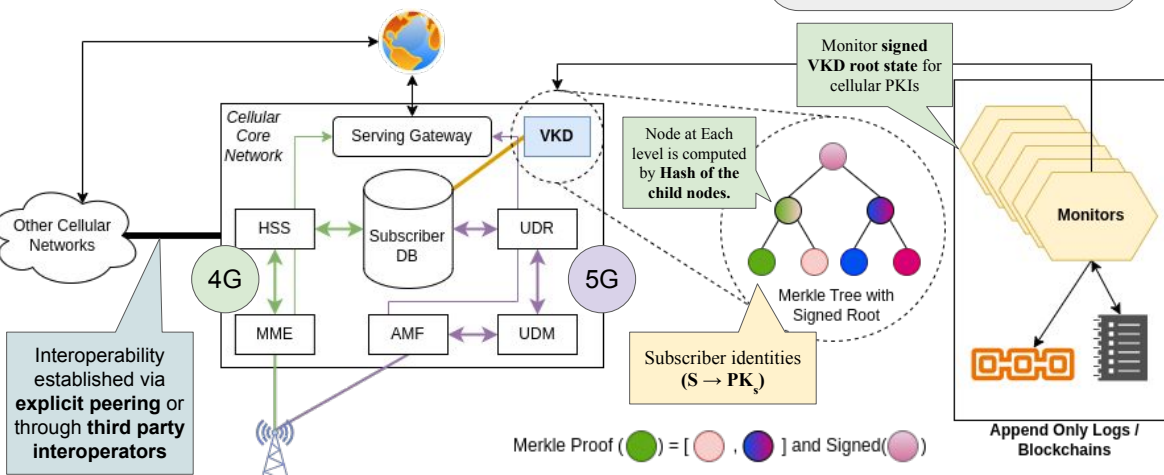 Monitor signed
VKD root state for
cellular PKIs
Cellular
Core
Network
Serving Gateway
VKD
Node at Each
level is computed
by Hash of the
child nodes.
Other Cellular
Networks
HSS
Subscriber
DB
UDR
Monitors
4G
5G
Merkle Tree with
Signed Root
MME
AMF
UDM
Interoperability
established via
explicit peering or
through third party
interoperators
Subscriber identities
(S → PKs)
Merkle Proof ( ) = [ , ] and Signed( )
Append Only Logs /
Blockchains